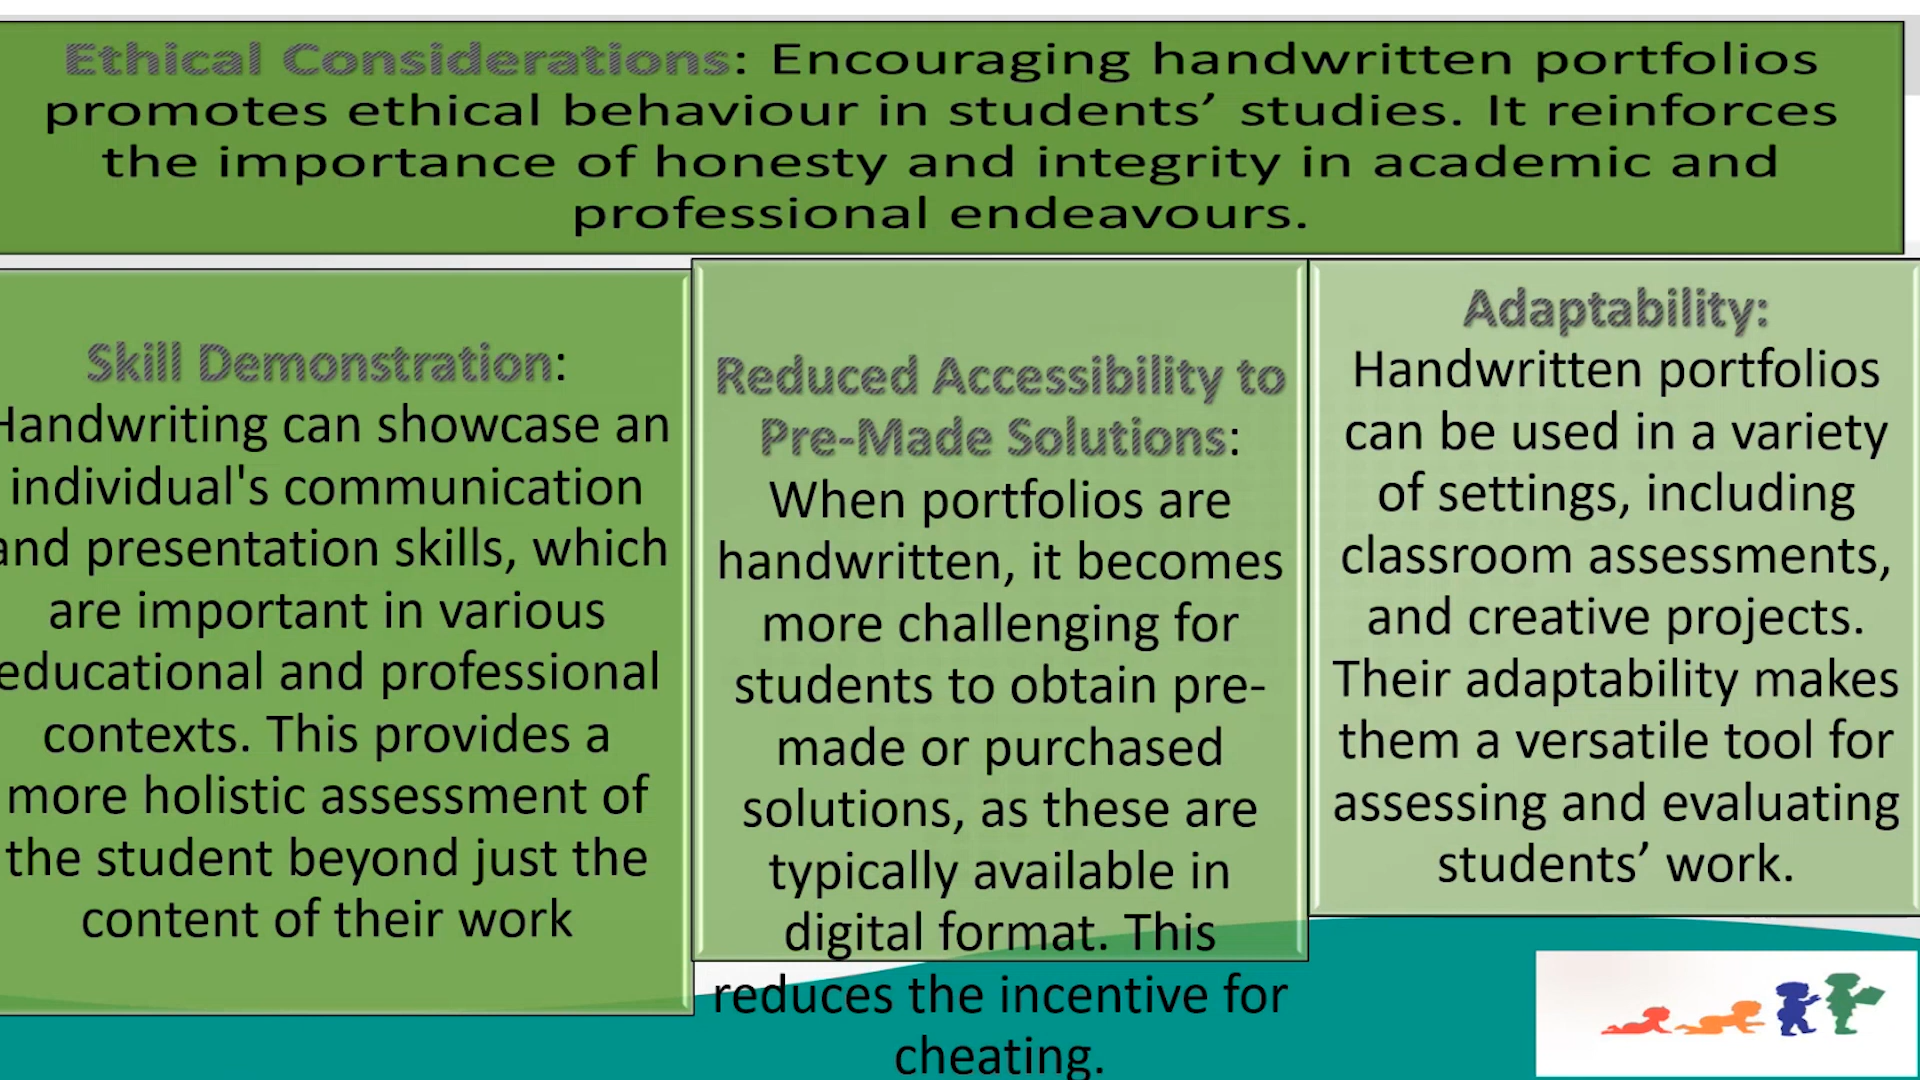 Ethical Considerations: Encouraging handwritten portfolios
promotes ethical behaviour in students’ studies. It reinforces
the importance of honesty and integrity in academic and
professional endeavours.
Skill Demonstration:
Handwriting can showcase an
individual's communication
and presentation skills, which
are important in various
educational and professional
contexts. This provides a
more holistic assessment of
the student beyond just the
content of their work
Reduced Accessibility to
Pre-Made Solutions:
When portfolios are
handwritten, it becomes
more challenging for
students to obtain pre-
made or purchased
solutions, as these are
typically available in
digital format. This
reduces the incentive for
cheating.
Adaptability:
Handwritten portfolios
can be used in a variety
of settings, including
classroom assessments,
and creative projects.
Their adaptability makes
them a versatile tool for
assessing and evaluating
students’ work.